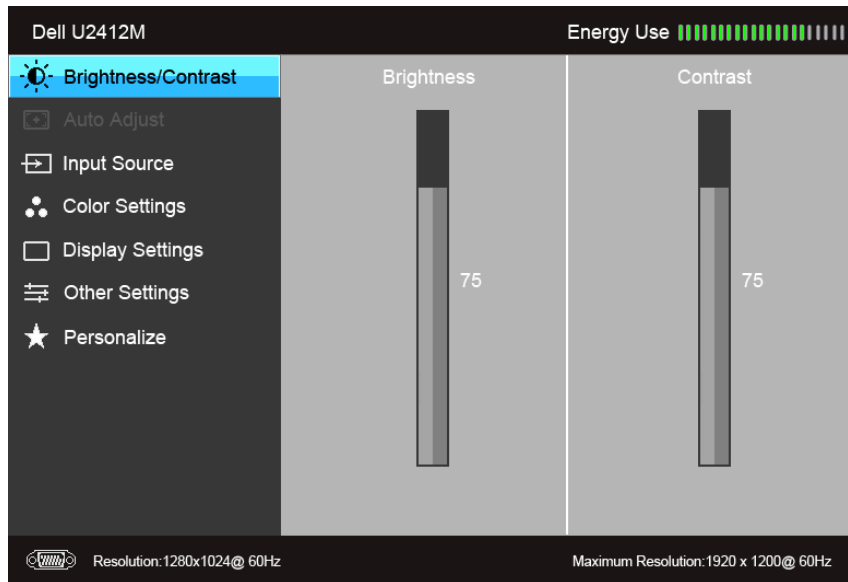 Dell U2412M
Energy Use
Brightness/Contrast
Auto Adjust
Input Source
Color Settings
Display Settings
Other Settings
Personalize
Brightness
75
Contrast
75
Resolution:1280x1024@ 60Hz
Maximum Resolution:1920 x 1200@ 60Hz